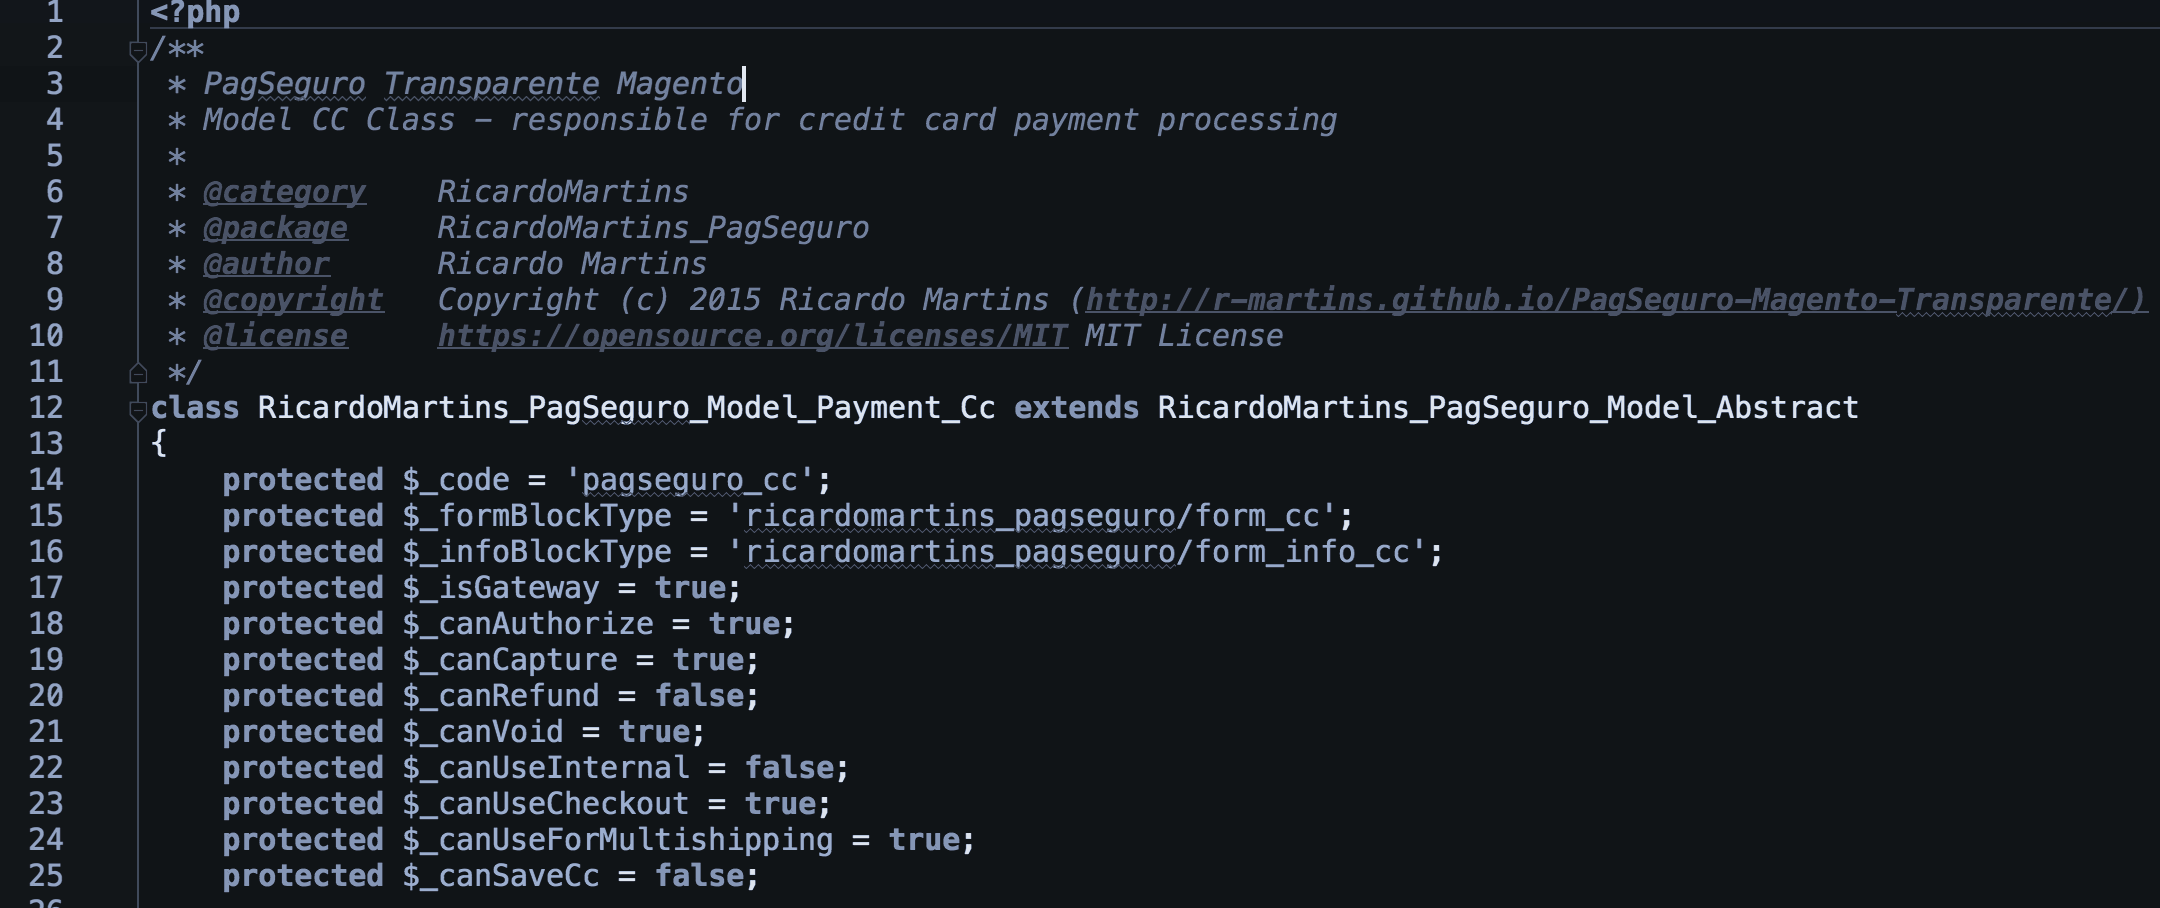 1 <?php
2 /**
3  * PagSeguro Transparente Magento
4  * Model CC Class – responsible for credit card payment processing
5  *
6  * @category    RicardoMartins
7  * @package     RicardoMartins_PagSeguro
8  * @author      Ricardo Martins
9  * @copyright   Copyright (c) 2015 Ricardo Martins (http://r-martins.github.io/PagSeguro-Magento-Transparente/)
10  * @license     https://opensource.org/licenses/MIT MIT License
11  */
12 class RicardoMartins_PagSeguro_Model_Payment_Cc extends RicardoMartins_PagSeguro_Model_Abstract
13 {
14     protected $_code = 'pagseguro_cc';
15     protected $_formBlockType = 'ricardomartins_pagseguro/form_cc';
16     protected $_infoBlockType = 'ricardomartins_pagseguro/form_info_cc';
17     protected $_isGateway = true;
18     protected $_canAuthorize = true;
19     protected $_canCapture = true;
20     protected $_canRefund = false;
21     protected $_canVoid = true;
22     protected $_canUseInternal = false;
23     protected $_canUseCheckout = true;
24     protected $_canUseForMultishipping = true;
25     protected $_canSaveCc = false;